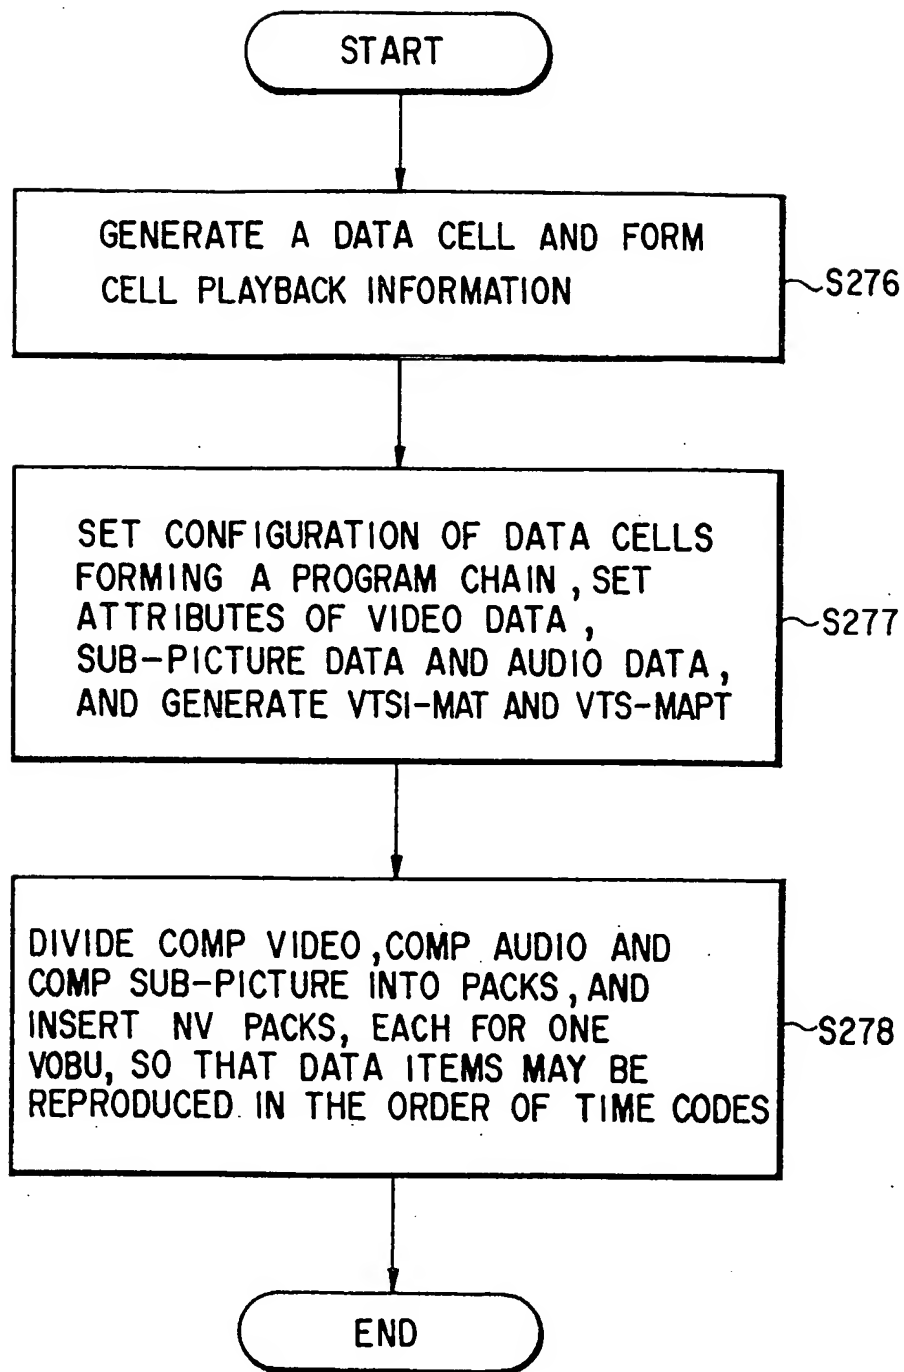 START
GENERATE A DATA CELL AND FORM
CELL PLAYBACK INFORMATION
S276
SET CONFIGURATION OF DATA CELLS
FORMING A PROGRAM CHAIN, SET
ATTRIBUTES OF VIDEO DATA,
SUB-PICTURE DATA AND AUDIO DATA,
AND GENERATE VTSI-MAT AND VTS-MAPT
S277
DIVIDE COMP VIDEO, COMP AUDIO AND
COMP SUB-PICTURE INTO PACKS, AND
INSERT NV PACKS, EACH FOR ONE
VOBU, SO THAT DATA ITEMS MAY BE
REPRODUCED IN THE ORDER OF TIME CODES
S278
END